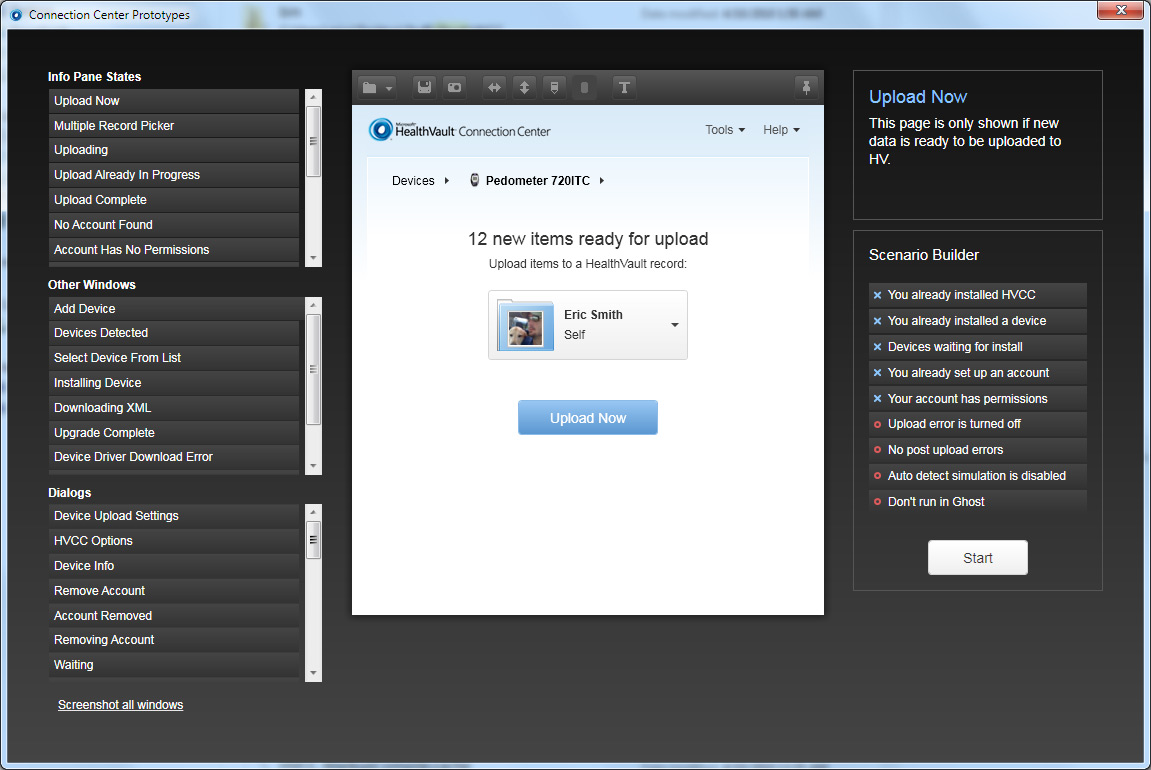 Connection Center Prototypes
Info Pane States
Upload Now
Multiple Record Picker
Uploading
Upload Already In Progress
Upload Complete
No Account Found
Account Has No Permissions
Other Windows
Add Device
Devices Detected
Select Device From List
Installing Device
Downloading XML
Upgrade Complete
Device Driver Download Error
Dialogs
Device Upload Settings
HVCC Options
Device Info
Remove Account
Account Removed
Removing Account
Waiting
Screenshot all windows
T
Microsoft®
HealthVault Connection Center
Tools
Help
Devices
Pedometer 720ITC
12 new items ready for upload
Upload items to a HealthVault record:
Eric Smith
Self
Upload Now
Upload Now
This page is only shown if new
data is ready to be uploaded to
HV.
Scenario Builder
You already installed HVCC
You already installed a device
Devices waiting for install
You already set up an account
Your account has permissions
Upload error is turned off
No post upload errors
Auto detect simulation is disabled
Don't run in Ghost
Start